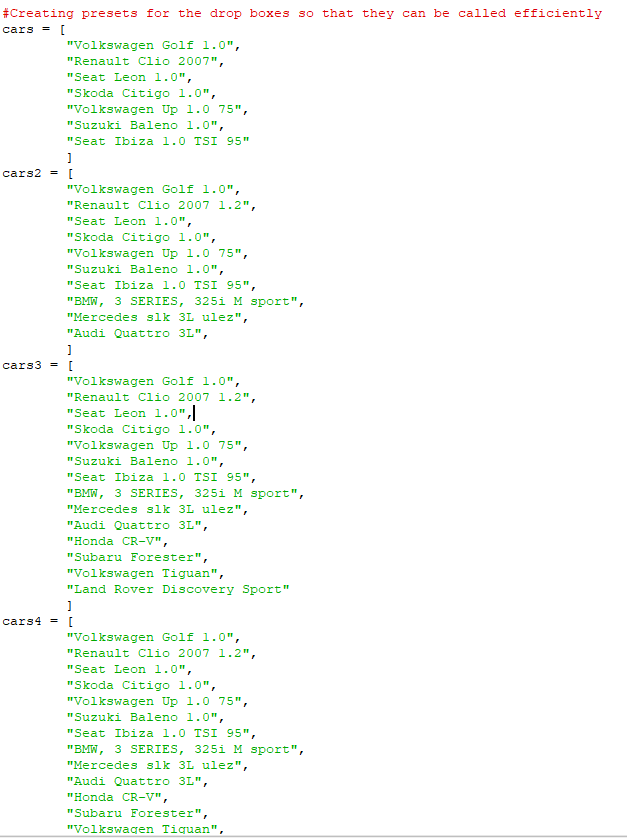 #Creating presets for the drop boxes so that they can be called efficiently
cars = [
"Volkswagen Golf 1.0",
"Renault Clio 2007",
"Seat Leon 1.0",
"Skoda Citigo 1.0",
"Volkswagen Up 1.0 75",
"Suzuki Baleno 1.0",
"Seat Ibiza 1.0 TSI 95"
]
cars2 = [
"Volkswagen Golf 1.0",
"Renault Clio 2007 1.2",
"Seat Leon 1.0",
"Skoda Citigo 1.0",
"Volkswagen Up 1.0 75",
"Suzuki Baleno 1.0",
"Seat Ibiza 1.0 TSI 95",
"BMW, 3 SERIES, 325i M sport",
"Mercedes slk 3L ulez",
"Audi Quattro 3L",
]
cars3 = [
"Volkswagen Golf 1.0",
"Renault Clio 2007 1.2",
"Seat Leon 1.0",
"Skoda Citigo 1.0",
"Volkswagen Up 1.0 75",
"Suzuki Baleno 1.0",
"Seat Ibiza 1.0 TSI 95",
"BMW, 3 SERIES, 325i M sport",
"Mercedes slk 3L ulez",
"Audi Quattro 3L",
"Honda CR-V",
"Subaru Forester",
"Volkswagen Tiguan",
"Land Rover Discovery Sport"
]
cars4 = [
"Volkswagen Golf 1.0",
"Renault Clio 2007 1.2",
"Seat Leon 1.0",
"Skoda Citigo 1.0",
"Volkswagen Up 1.0 75",
"Suzuki Baleno 1.0",
"Seat Ibiza 1.0 TSI 95",
"BMW, 3 SERIES, 325i M sport",
"Mercedes slk 3L ulez",
"Audi Quattro 3L",
"Honda CR-V",
"Subaru Forester",
"Volkswagen Tiguan",